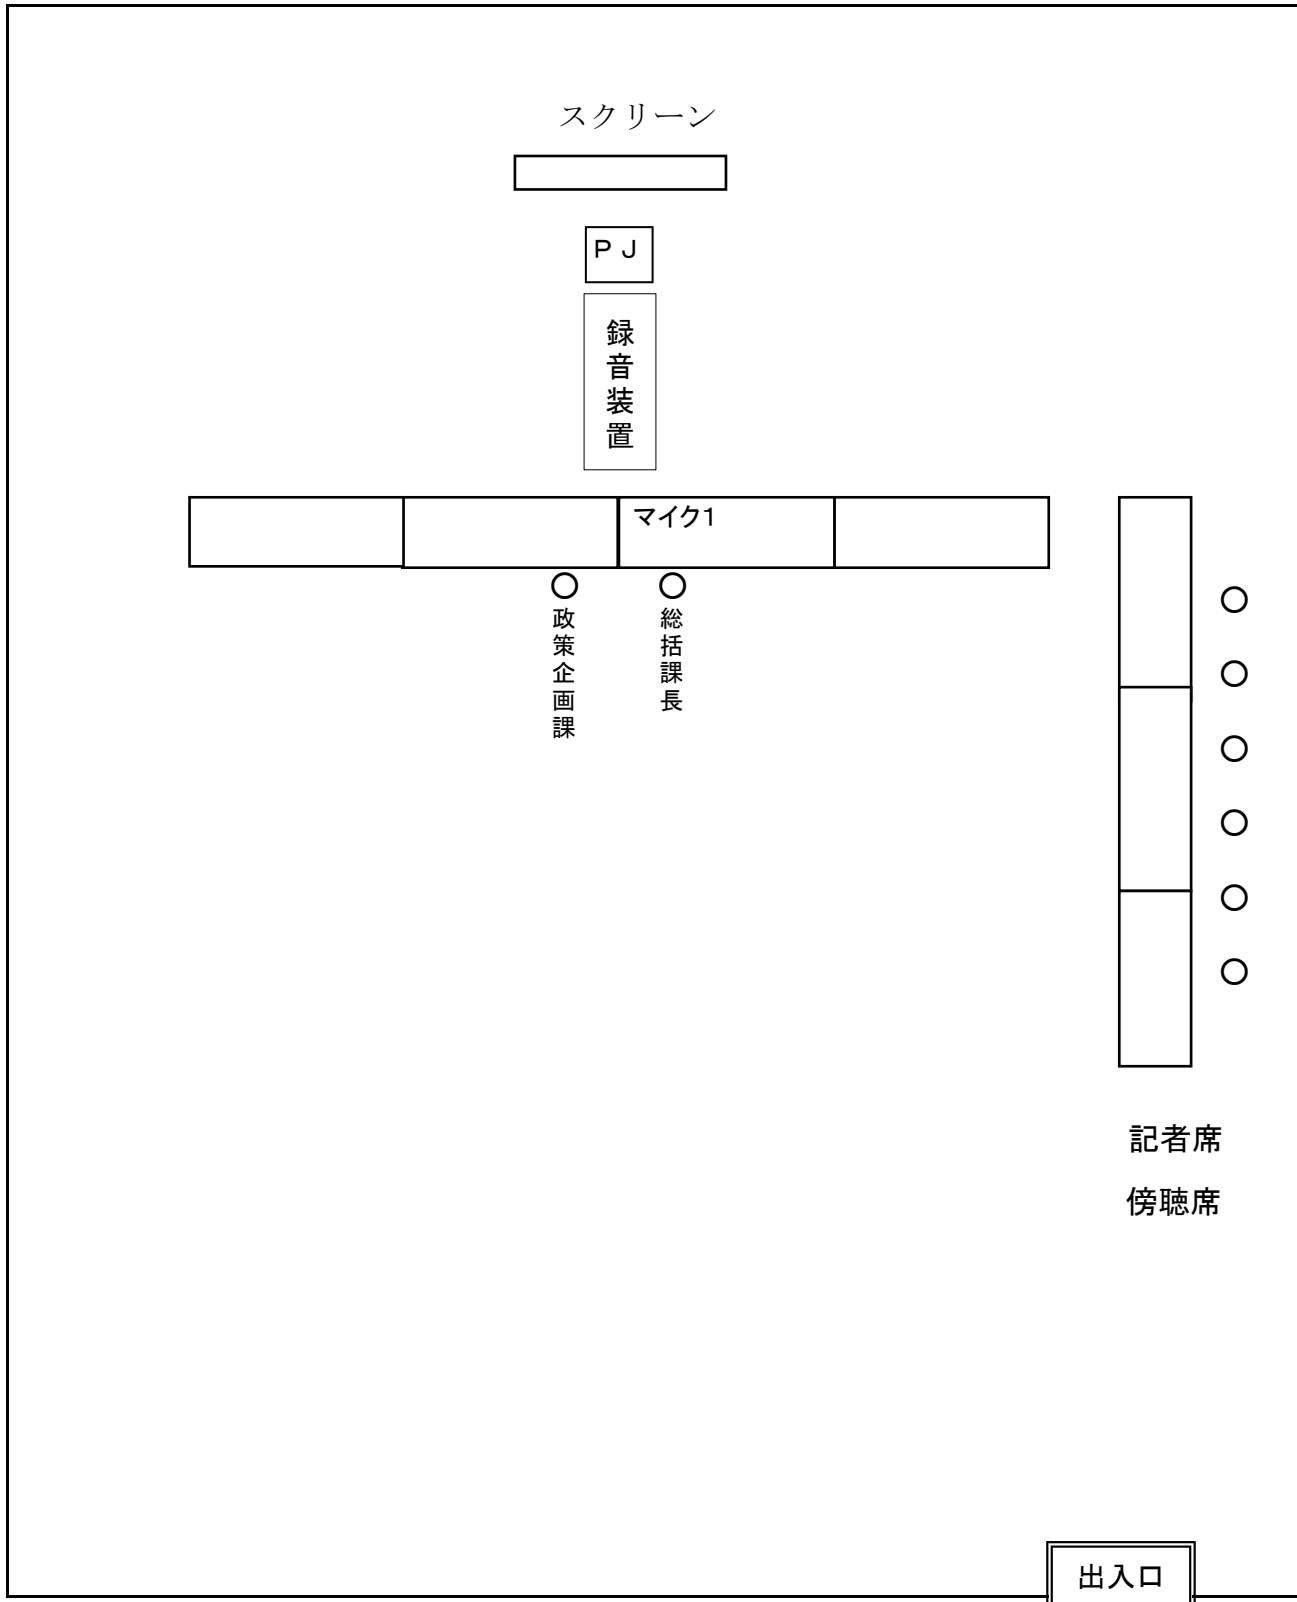 スクリーン
ＰＪ
録音装置
マイク1
政策企画課
総括課長
記者席
傍聴席
出入口